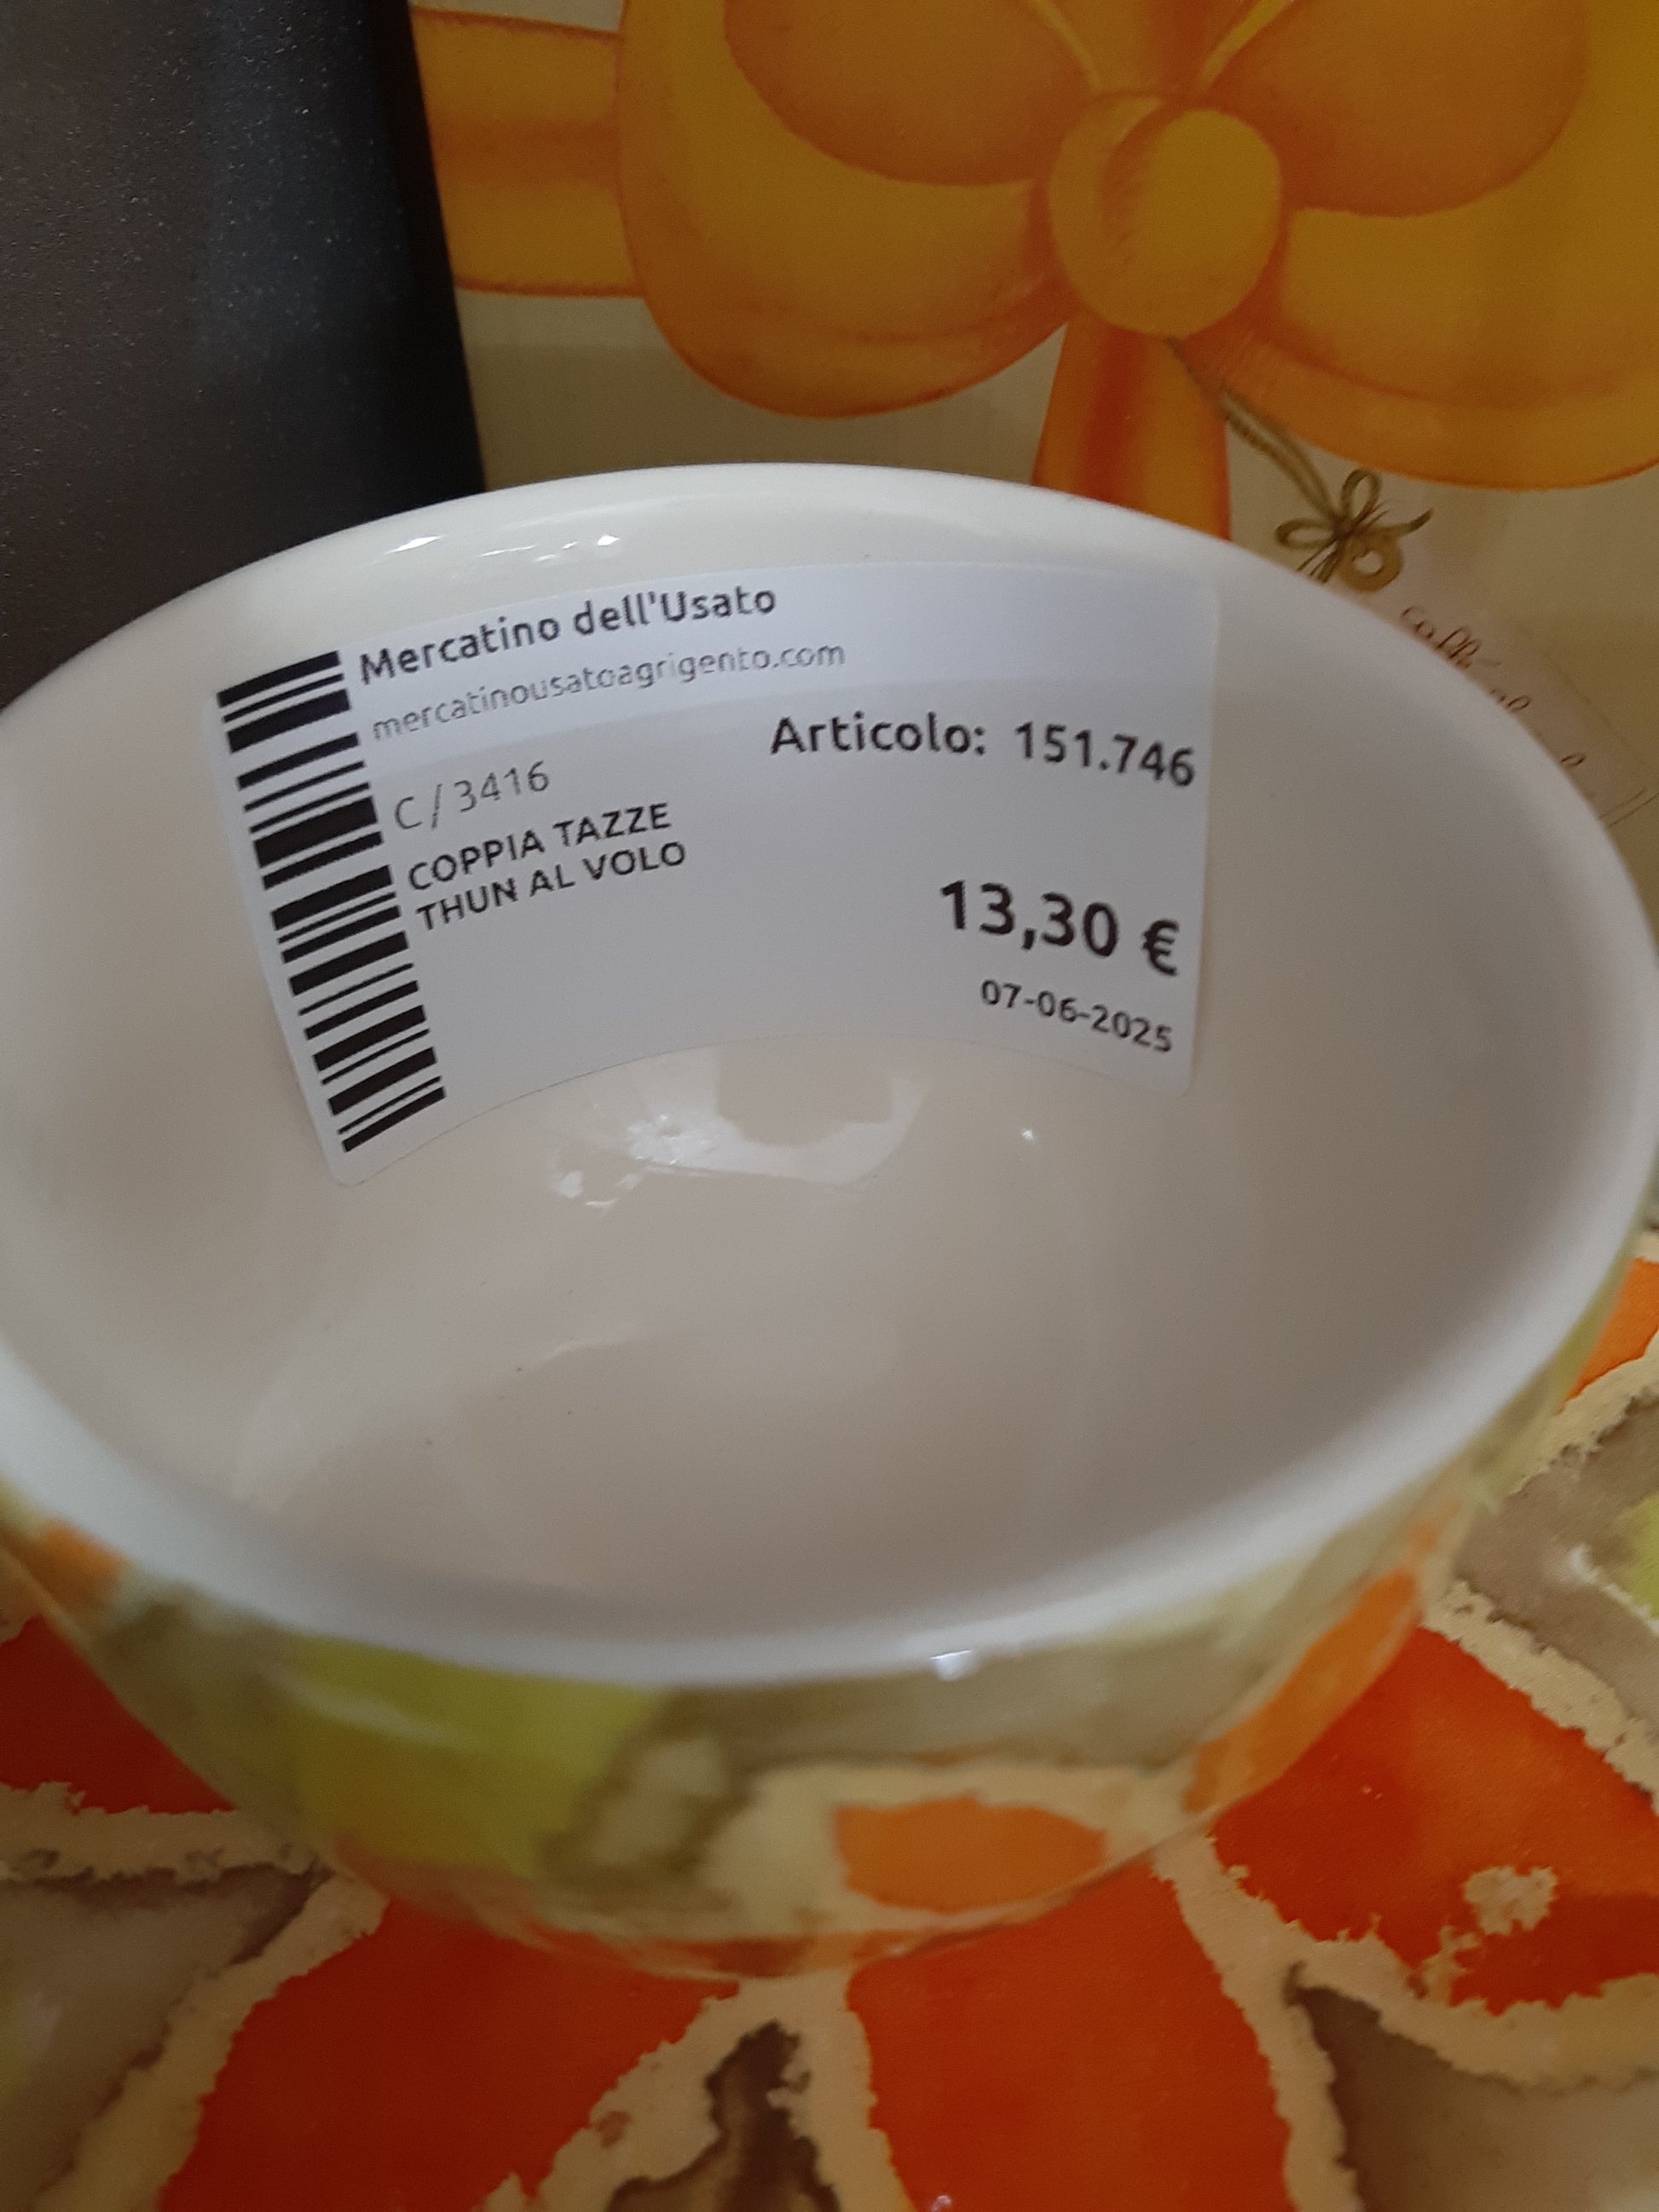 Mercatino dell'Usato
mercatinousatoagrigento.com
Articolo: 151.746
C/3416
COPPIA TAZZE
THUN AL VOLO
13,30 €
07-06-2025